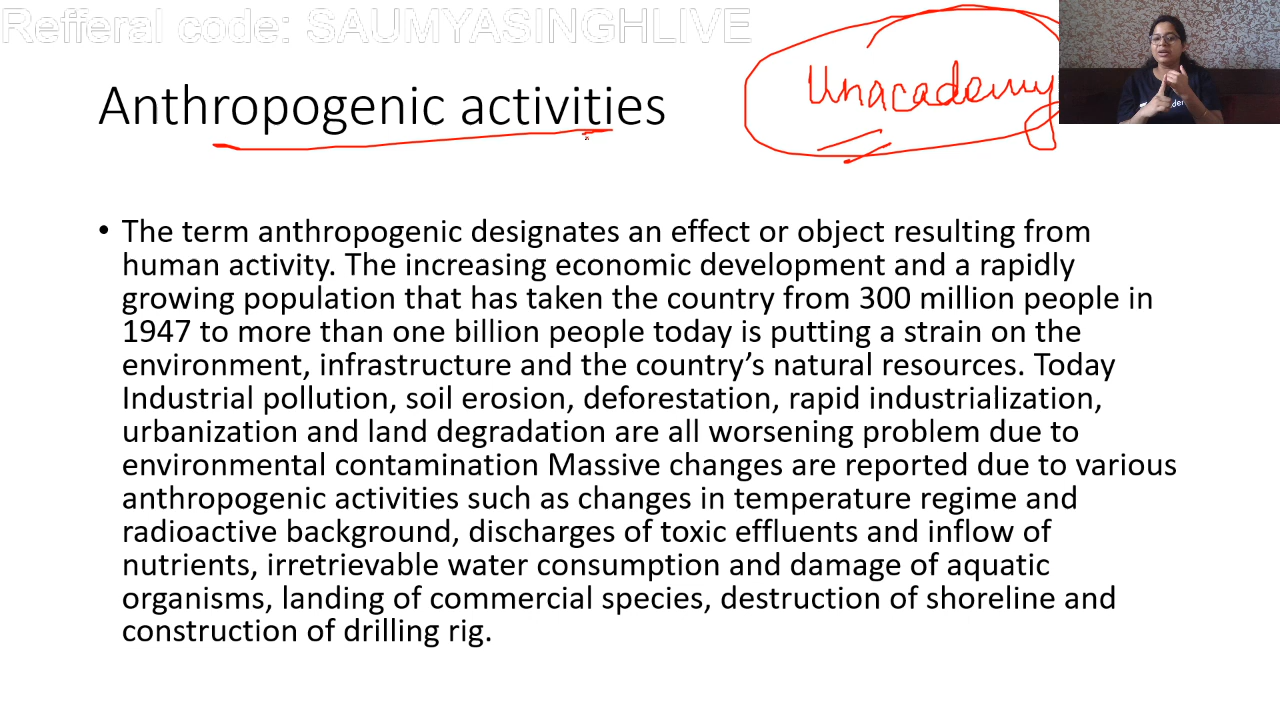 Refferal code: SAUMYASINGHLIVE
Unacademy
Anthropogenic activities
• The term anthropogenic designates an effect or object resulting from
human activity. The increasing economic development and a rapidly
growing population that has taken the country from 300 million people in
1947 to more than one billion people today is putting a strain on the
environment, infrastructure and the country’s natural resources. Today
Industrial pollution, soil erosion, deforestation, rapid industrialization,
urbanization and land degradation are all worsening problem due to
environmental contamination Massive changes are reported due to various
anthropogenic activities such as changes in temperature regime and
radioactive background, discharges of toxic effluents and inflow of
nutrients, irretrievable water consumption and damage of aquatic
organisms, landing of commercial species, destruction of shoreline and
construction of drilling rig.